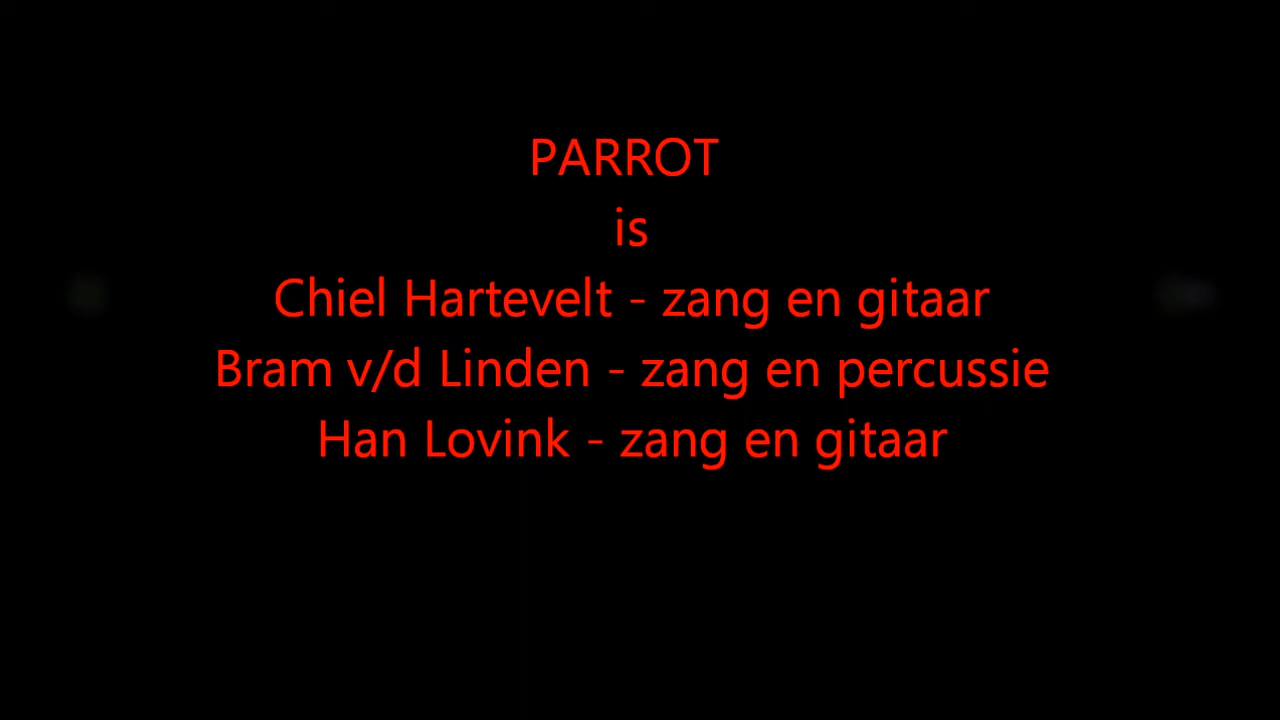 PARROT
is
Chiel Hartevelt - zang en gitaar
Bram v/d Linden - zang en percussie
Han Lovink - zang en gitaar